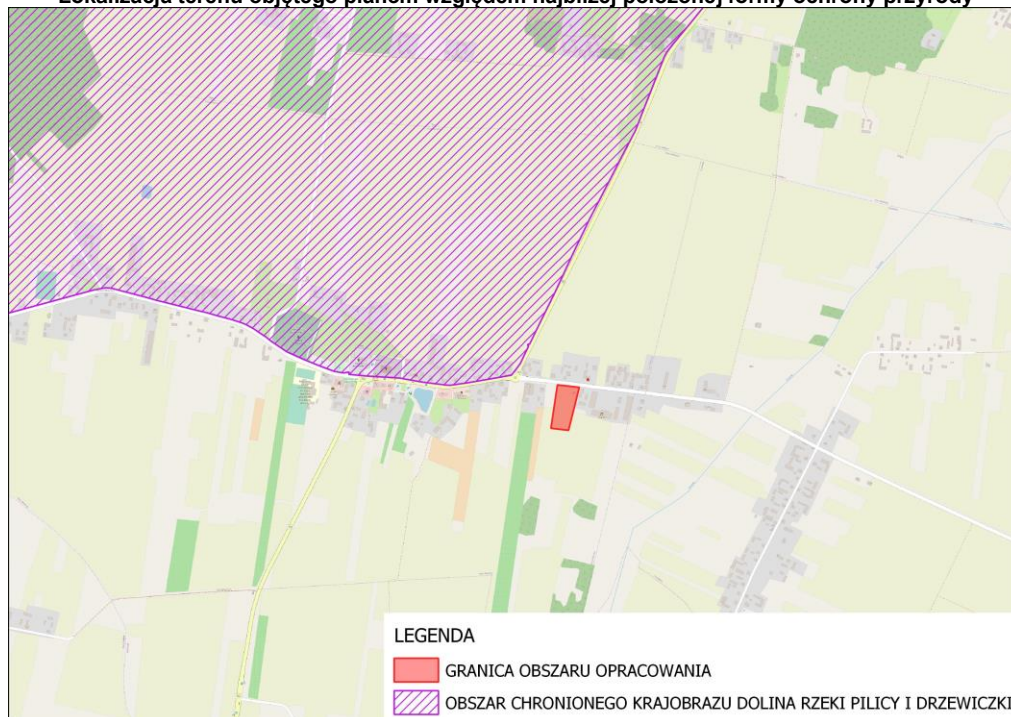 Lokalizacja terenu objętego planem względem najbliżej położonej formy ochrony przyrody
LEGENDA
GRANICA OBSZARU OPRACOWANIA
OBSZAR CHRONIONEGO KRAJOBRAZU DOLINA RZEKI PILICY I DRZEWICZKI